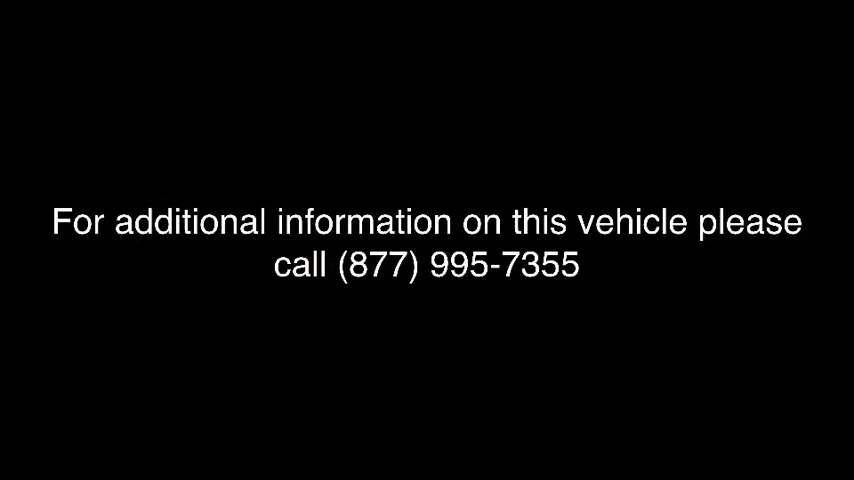 For additional information on this vehicle please
call (877) 995-7355